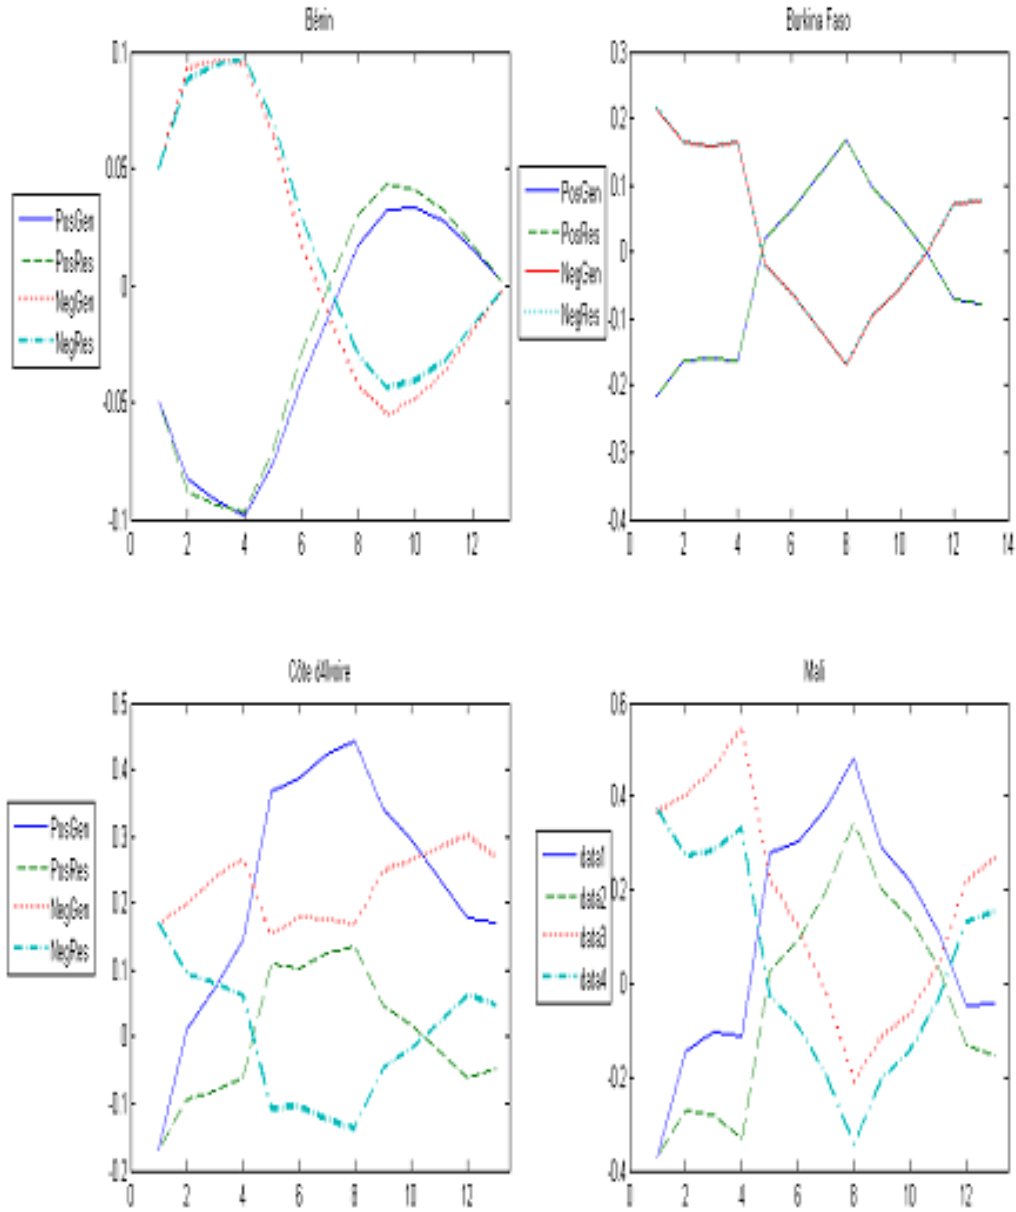 Bénin
0.1
0.05
0
-0.05
-0.1
0 2 4 6 8 10 12
PosGen
PosRes
NegGen
NegRes
Burkina Faso
0.3
0.2
0.1
0
-0.1
-0.2
-0.3
-0.4
0 2 4 6 8 10 12 14
PosGen
PosRes
NegGen
NegRes
Côte d4Ivoire
0.5
0.4
0.3
0.2
0.1
0
-0.1
-0.2
0 2 4 6 8 10 12
PosGen
PosRes
NegGen
NegRes
Mali
0.6
0.4
0.2
0
-0.2
-0.4
0 2 4 6 8 10 12
data1
data2
data3
data4